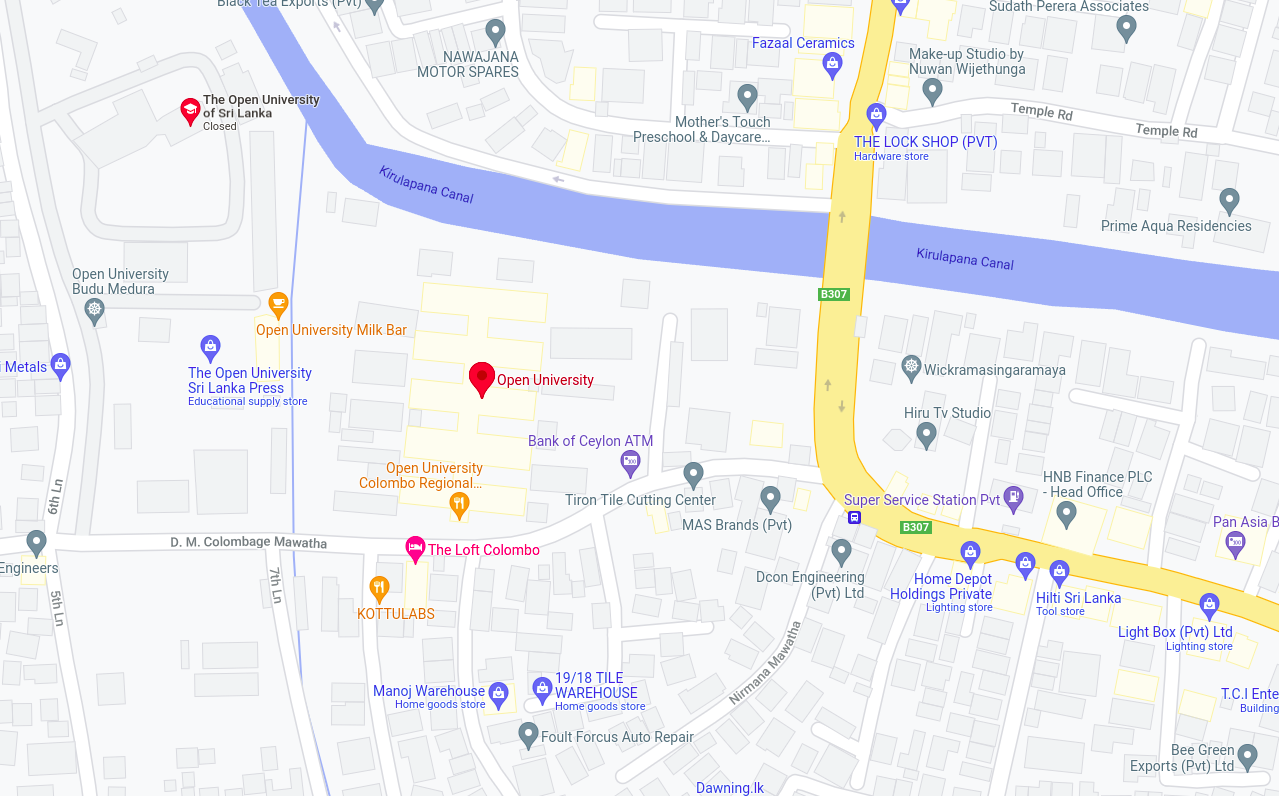 Black Tea Exports (Pvt)
Sudath Perera Associates
NAWAJANA
MOTOR SPARES
Fazaal Ceramics
Make-up Studio by
Nuwan Wijethunga
The Open University
of Sri Lanka
Closed
Mother's Touch
Preschool & Daycare...
THE LOCK SHOP (PVT)
Hardware store
Temple Rd
Temple Rd
Kirulapana Canal
Prime Aqua Residencies
Kirulapana Canal
Open University
Budu Medura
B307
Open University Milk Bar
i Metals
The Open University
Sri Lanka Press
Educational supply store
Open University
Wickramasingaramaya
Hiru Tv Studio
Bank of Ceylon ATM
Open University
Colombo Regional...
Tiron Tile Cutting Center
MAS Brands (Pvt)
Super Service Station Pvt
HNB Finance PLC
- Head Office
6th Ln
B307
Pan Asia B
D. M. Colombage Mawatha
The Loft Colombo
Engineers
5th Ln
7th Ln
KOTTULABS
Dcon Engineering
(Pvt) Ltd
Home Depot
Holdings Private
Lighting store
Hilti Sri Lanka
Tool store
Light Box (Pvt) Ltd
Lighting store
Nirmana Mawatha
Manoj Warehouse
Home goods store
19/18 TILE
WAREHOUSE
Home goods store
T.C.I Ente
Building
Foult Forcus Auto Repair
Bee Green
Exports (Pvt) Ltd
Dawning.lk